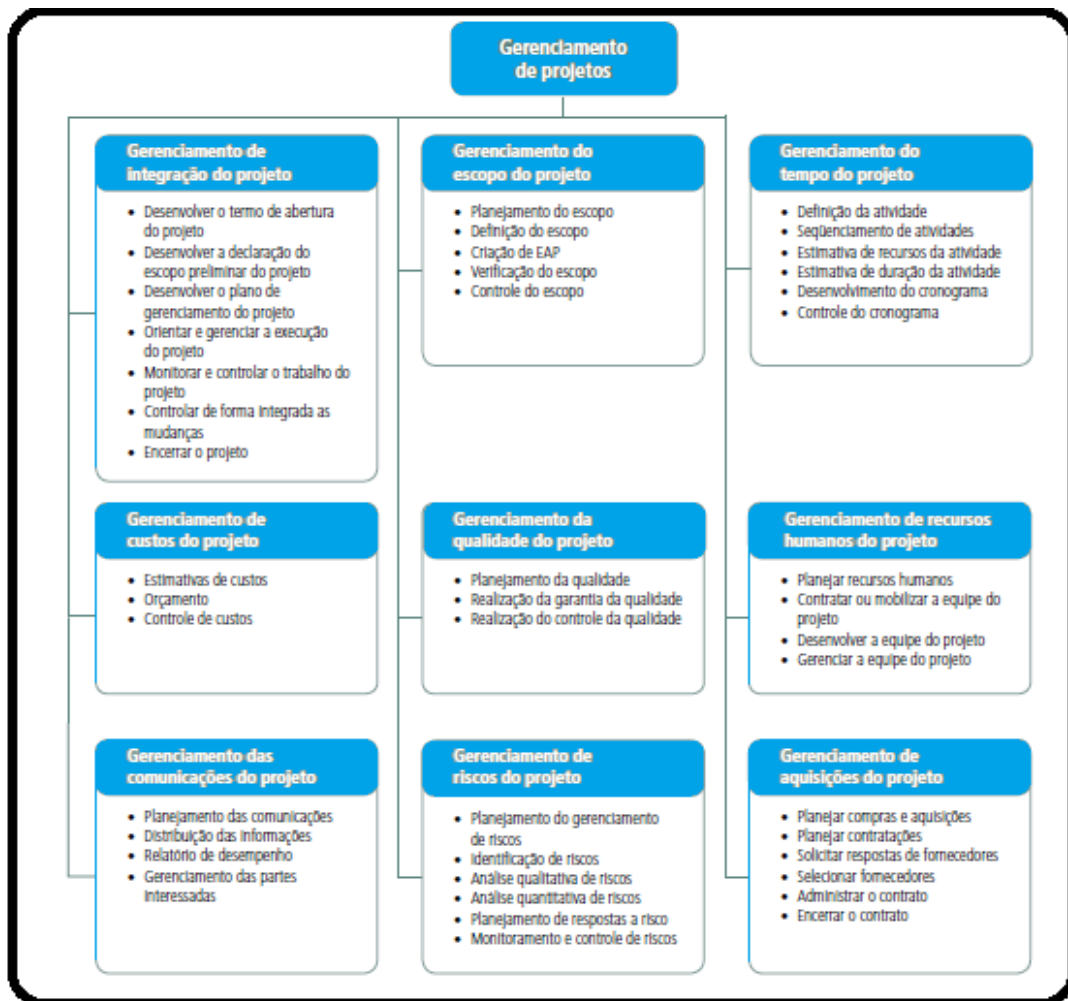 Gerenciamento
de projetos
Gerenciamento de
integração do projeto
• Desenvolver o termo de abertura
do projeto
• Desenvolver a declaração do
escopo preliminar do projeto
• Desenvolver o plano de
gerenciamento do projeto
• Orientar e gerenciar a execução
do projeto
• Monitorar e controlar o trabalho do
projeto
• Controlar de forma integrada as
mudanças
• Encerrar o projeto
Gerenciamento do
escopo do projeto
• Planejamento do escopo
• Definição do escopo
• Criação de EAP
• Verificação do escopo
• Controle do escopo
Gerenciamento do
tempo do projeto
• Definição da atividade
• Seqüenciamento de atividades
• Estimativa de recursos da atividade
• Estimativa de duração da atividade
• Desenvolvimento do cronograma
• Controle do cronograma
Gerenciamento de
custos do projeto
• Estimativas de custos
• Orçamento
• Controle de custos
Gerenciamento da
qualidade do projeto
• Planejamento da qualidade
• Realização da garantia da qualidade
• Realização do controle da qualidade
Gerenciamento de recursos
humanos do projeto
• Planejar recursos humanos
• Contratar ou mobilizar a equipe do
projeto
• Desenvolver a equipe do projeto
• Gerenciar a equipe do projeto
Gerenciamento das
comunicações do projeto
• Planejamento das comunicações
• Distribuição das informações
• Relatório de desempenho
• Gerenciamento das partes
interessadas
Gerenciamento de
riscos do projeto
• Planejamento do gerenciamento
de riscos
• Identificação de riscos
• Análise qualitativa de riscos
• Análise quantitativa de riscos
• Planejamento de respostas a risco
• Monitoramento e controle de riscos
Gerenciamento de
aquisições do projeto
• Planejar compras e aquisições
• Planejar contratações
• Solicitar respostas de fornecedores
• Selecionar fornecedores
• Administrar o contrato
• Encerrar o contrato